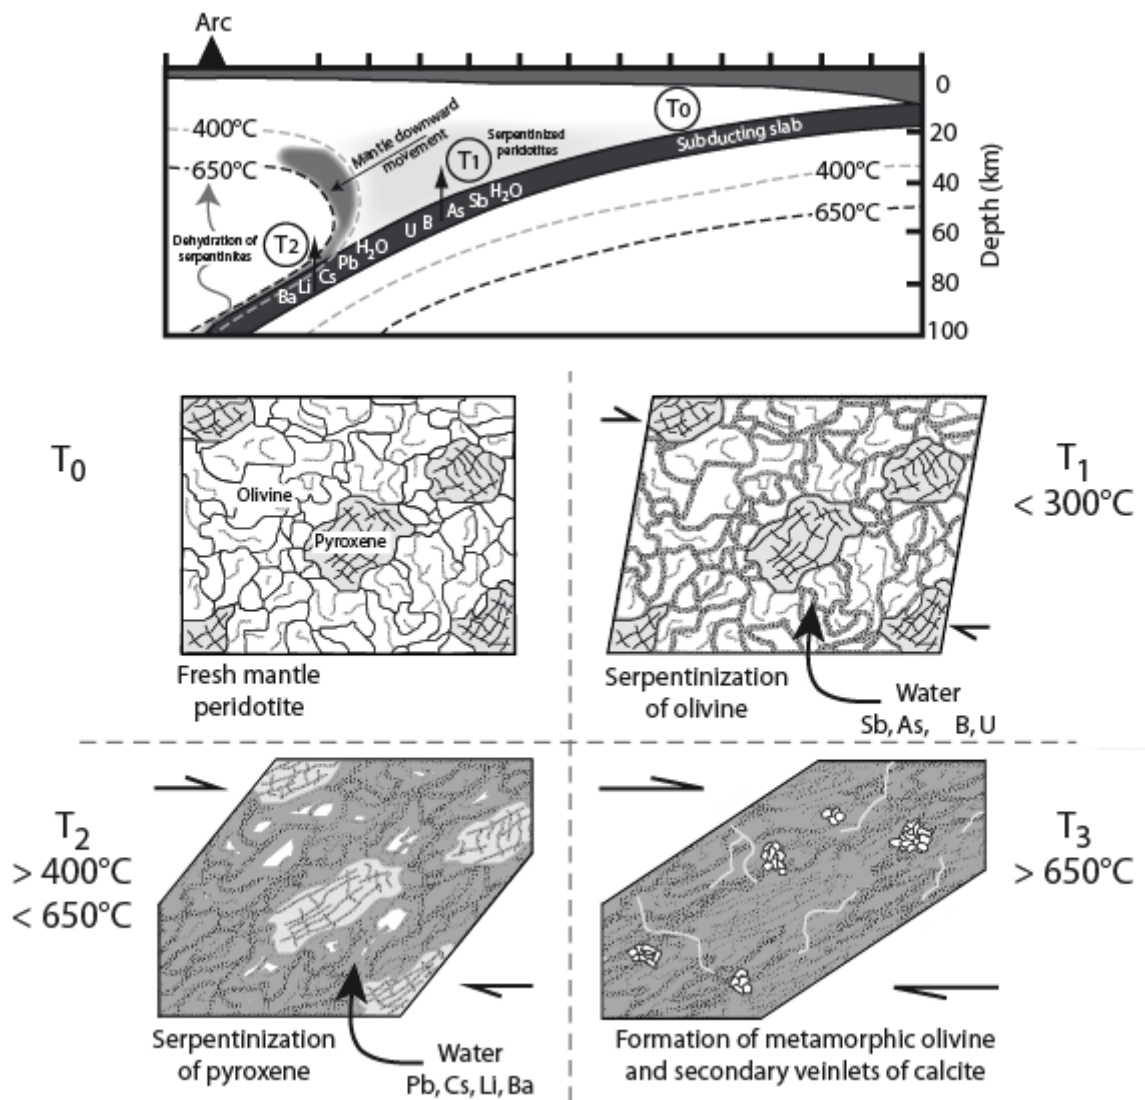 Arc
0
T0
400°C
Mantle downward
movement
Serpentinized
peridotites
T1
Subducting slab
20
650°C
400°C
40
As Sb H2O
U B
650°C
Depth (km)
Dehydration of
serpentinites
T2
60
Ba Li Cs Pb H2O
80
100
T0
Olivine
Pyroxene
Fresh mantle
peridotite
T1
< 300°C
Serpentinization
of olivine
Water
Sb, As, B, U
T2
> 400°C
< 650°C
Serpentinization
of pyroxene
Water
Pb, Cs, Li, Ba
T3
> 650°C
Formation of metamorphic olivine
and secondary veinlets of calcite